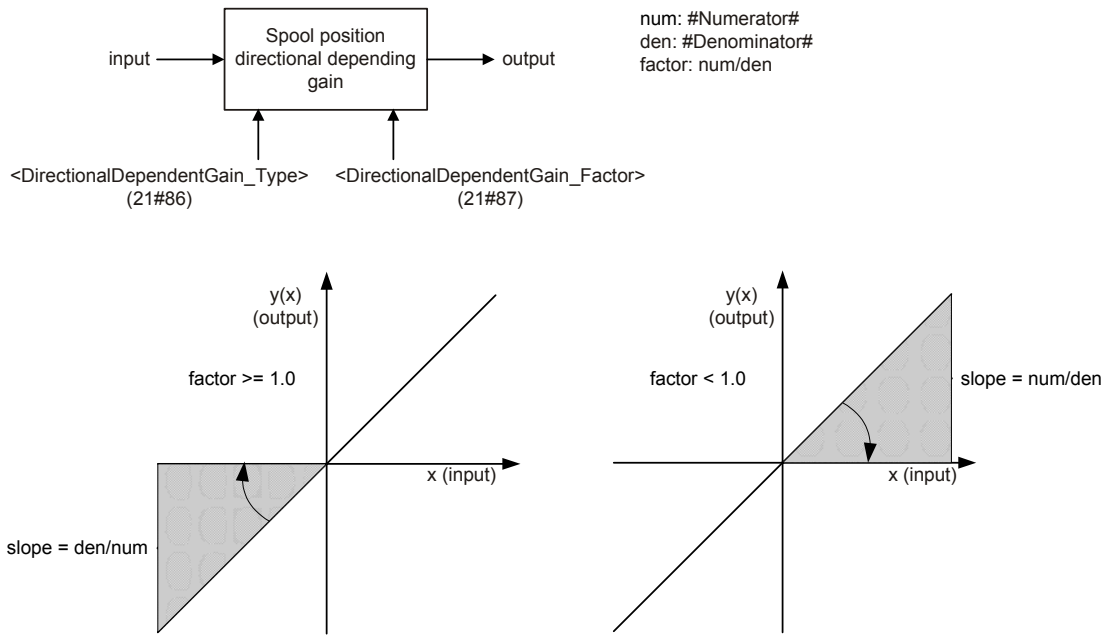 Spool position
directional depending
gain
input
output
num: #Numerator#
den: #Denominator#
factor: num/den
<DirectionalDependentGain_Type>
(21#86)
<DirectionalDependentGain_Factor>
(21#87)
y(x)
(output)
factor >= 1.0
x (input)
slope = den/num
y(x)
(output)
factor < 1.0
slope = num/den
x (input)